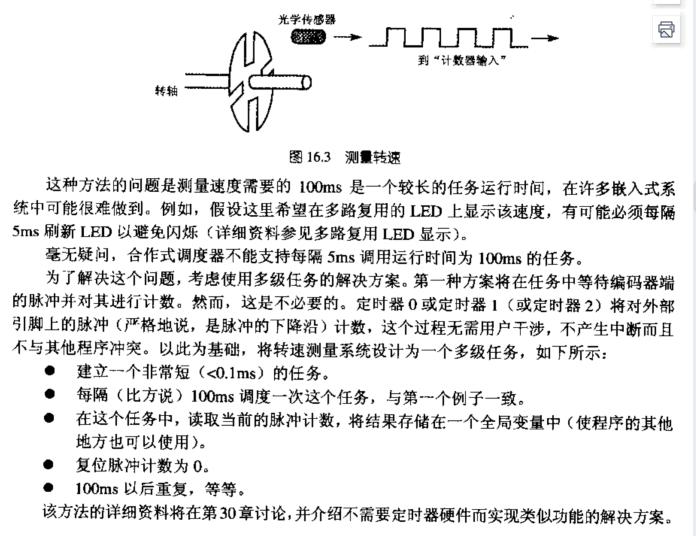 光学传感器
到“计数器输入”
转轴
图 16.3 测量转速
这种方法的问题是测量速度需要的 100ms 是一个较长的任务运行时间，在许多嵌入式系
统中可能很难做到。例如，假设这里希望在多路复用的 LED 上显示该速度，有可能必须每隔
5ms 刷新 LED 以避免闪烁（详细资料参见多路复用 LED 显示）。
毫无疑问，合作式调度器不能支持每隔 5ms 调用运行时间为 100ms 的任务。
为了解决这个问题，考虑使用多级任务的解决方案。第一种方案将在任务中等待编码器端
的脉冲并对其进行计数。然而，这是不必要的。定时器 0 或定时器 1（或定时器 2）将对外部
引脚上的脉冲（严格地说，是脉冲的下降沿）计数，这个过程无需用户干涉，不产生中断而且
不与其他程序冲突。以此为基础，将转速测量系统设计为一个多级任务，如下所示：
● 建立一个非常短（<0.1ms）的任务。
● 每隔（比方说）100ms 调度一次这个任务，与第一个例子一致。
● 在这个任务中，读取当前的脉冲计数，将结果存储在一个全局变量中（使程序的其他
地方也可以使用）。
● 复位脉冲计数为 0。
● 100ms 以后重复，等等。
该方法的详细资料将在第 30 章讨论，并介绍不需要定时器硬件而实现类似功能的解决方案。